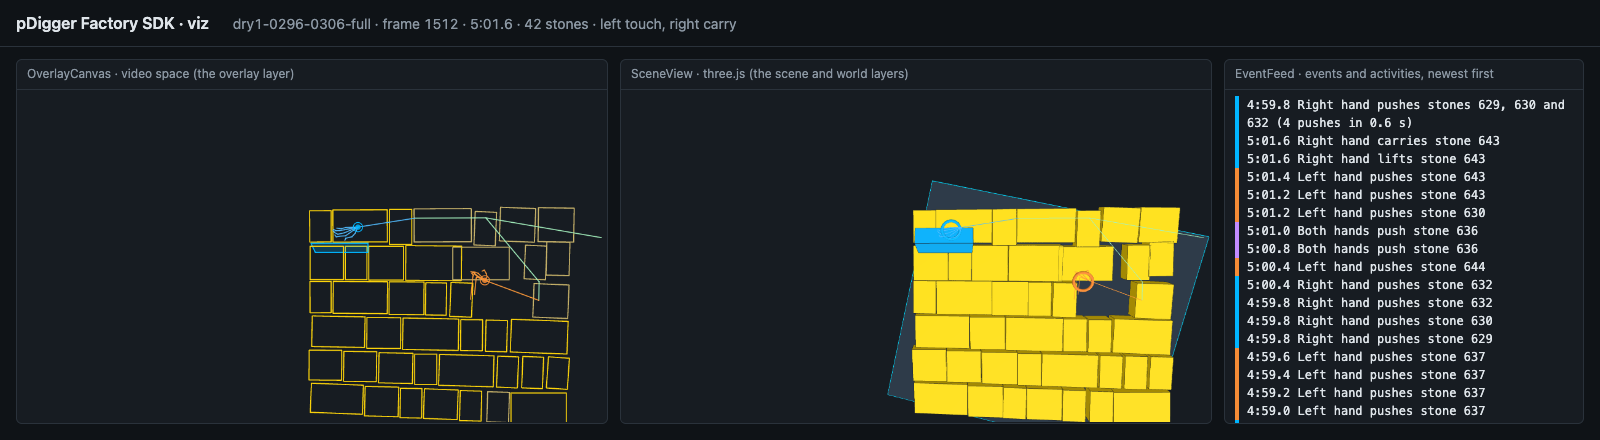 pDigger Factory SDK · viz dry1-0296-0306-full · frame 1512 · 5:01.6 · 42 stones · left touch, right carry
OverlayCanvas · video space (the overlay layer)
SceneView · three.js (the scene and world layers)
EventFeed · events and activities, newest first
4:59.8 Right hand pushes stones 629, 630 and
632 (4 pushes in 0.6 s)
5:01.6 Right hand carries stone 643
5:01.6 Right hand lifts stone 643
5:01.4 Left hand pushes stone 643
5:01.2 Left hand pushes stone 643
5:01.2 Left hand pushes stone 630
5:01.0 Both hands push stone 636
5:00.8 Both hands push stone 636
5:00.4 Left hand pushes stone 644
5:00.4 Right hand pushes stone 632
4:59.8 Right hand pushes stone 632
4:59.8 Right hand pushes stone 630
4:59.8 Right hand pushes stone 629
4:59.6 Left hand pushes stone 637
4:59.4 Left hand pushes stone 637
4:59.2 Left hand pushes stone 637
4:59.0 Left hand pushes stone 637